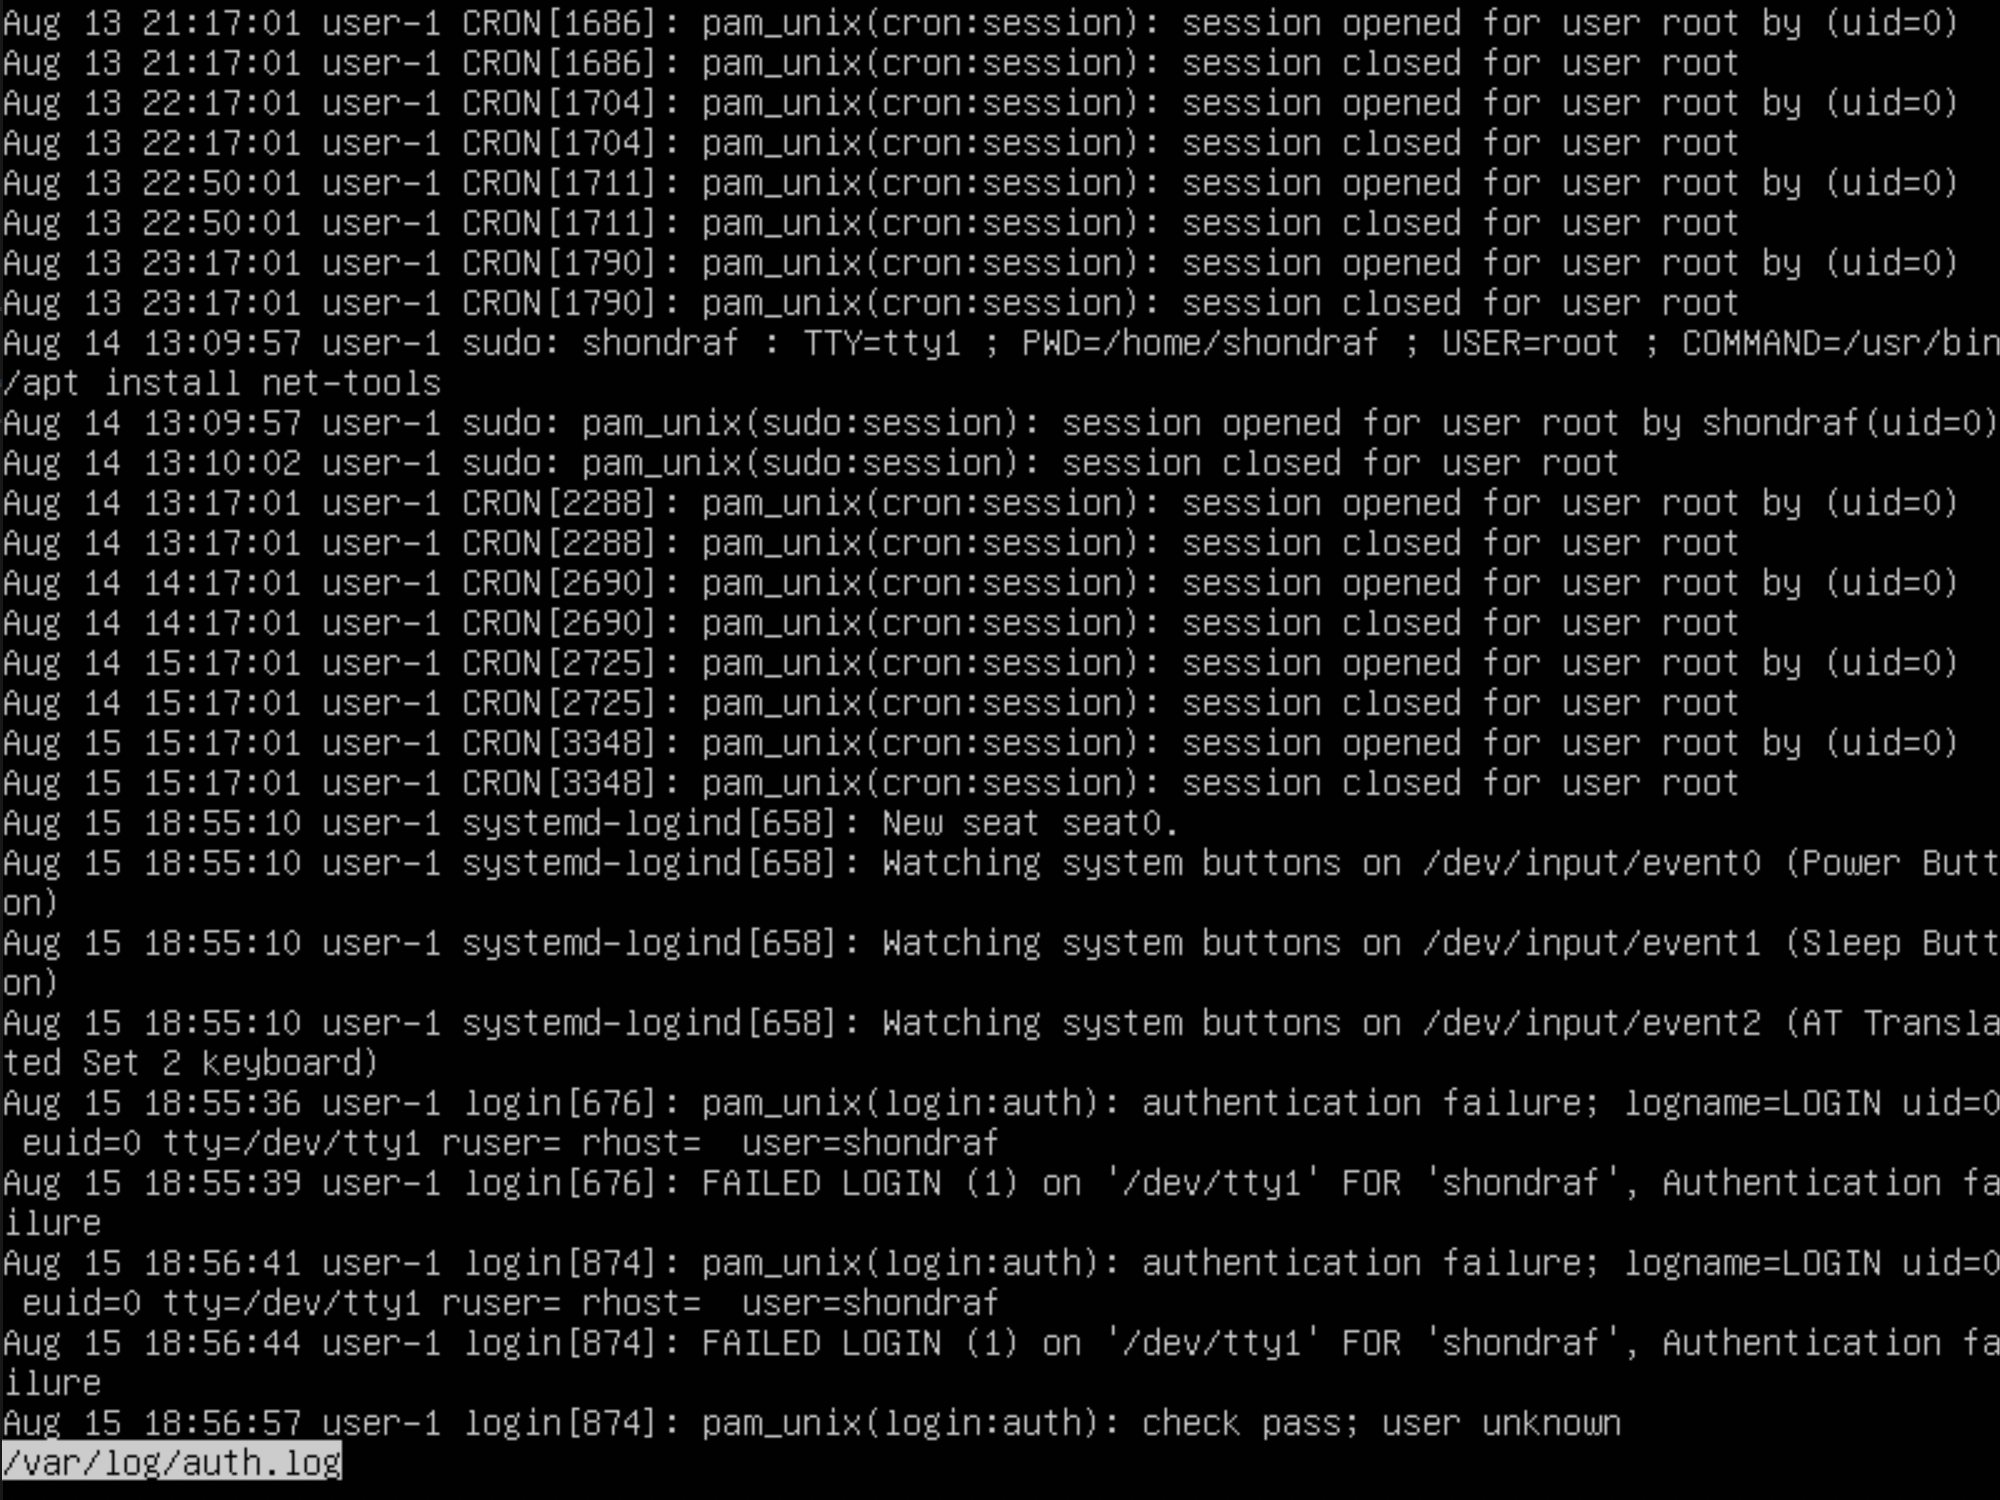 Aug 13 21:17:01 user-1 CRON[1686]: pam_unix(cron:session): session opened for user root by (uid=0)
Aug 13 21:17:01 user-1 CRON[1686]: pam_unix(cron:session): session closed for user root
Aug 13 22:17:01 user-1 CRON[1704]: pam_unix(cron:session): session opened for user root by (uid=0)
Aug 13 22:17:01 user-1 CRON[1704]: pam_unix(cron:session): session closed for user root
Aug 13 22:50:01 user-1 CRON[1711]: pam_unix(cron:session): session opened for user root by (uid=0)
Aug 13 22:50:01 user-1 CRON[1711]: pam_unix(cron:session): session closed for user root
Aug 13 23:17:01 user-1 CRON[1790]: pam_unix(cron:session): session opened for user root by (uid=0)
Aug 13 23:17:01 user-1 CRON[1790]: pam_unix(cron:session): session closed for user root
Aug 14 13:09:57 user-1 sudo: shondraf : TTY=tty1 ; PWD=/home/shondraf ; USER=root ; COMMAND=/usr/bin
/apt install net-tools
Aug 14 13:09:57 user-1 sudo: pam_unix(sudo:session): session opened for user root by shondraf(uid=0)
Aug 14 13:10:02 user-1 sudo: pam_unix(sudo:session): session closed for user root
Aug 14 13:17:01 user-1 CRON[2288]: pam_unix(cron:session): session opened for user root by (uid=0)
Aug 14 13:17:01 user-1 CRON[2288]: pam_unix(cron:session): session closed for user root
Aug 14 14:17:01 user-1 CRON[2690]: pam_unix(cron:session): session opened for user root by (uid=0)
Aug 14 14:17:01 user-1 CRON[2690]: pam_unix(cron:session): session closed for user root
Aug 14 15:17:01 user-1 CRON[2725]: pam_unix(cron:session): session opened for user root by (uid=0)
Aug 14 15:17:01 user-1 CRON[2725]: pam_unix(cron:session): session closed for user root
Aug 15 15:17:01 user-1 CRON[3348]: pam_unix(cron:session): session opened for user root by (uid=0)
Aug 15 15:17:01 user-1 CRON[3348]: pam_unix(cron:session): session closed for user root
Aug 15 18:55:10 user-1 systemd-logind[658]: New seat seat0.
Aug 15 18:55:10 user-1 systemd-logind[658]: Watching system buttons on /dev/input/event0 (Power Butt
on)
Aug 15 18:55:10 user-1 systemd-logind[658]: Watching system buttons on /dev/input/event1 (Sleep Butt
on)
Aug 15 18:55:10 user-1 systemd-logind[658]: Watching system buttons on /dev/input/event2 (AT Transla
ted Set 2 keyboard)
Aug 15 18:55:36 user-1 login[676]: pam_unix(login:auth): authentication failure; logname=LOGIN uid=0
 euid=0 tty=/dev/tty1 ruser= rhost=  user=shondraf
Aug 15 18:55:39 user-1 login[676]: FAILED LOGIN (1) on '/dev/tty1' FOR 'shondraf', Authentication fa
ilure
Aug 15 18:56:41 user-1 login[874]: pam_unix(login:auth): authentication failure; logname=LOGIN uid=0
 euid=0 tty=/dev/tty1 ruser= rhost=  user=shondraf
Aug 15 18:56:44 user-1 login[874]: FAILED LOGIN (1) on '/dev/tty1' FOR 'shondraf', Authentication fa
ilure
Aug 15 18:56:57 user-1 login[874]: pam_unix(login:auth): check pass; user unknown
/var/log/auth.log